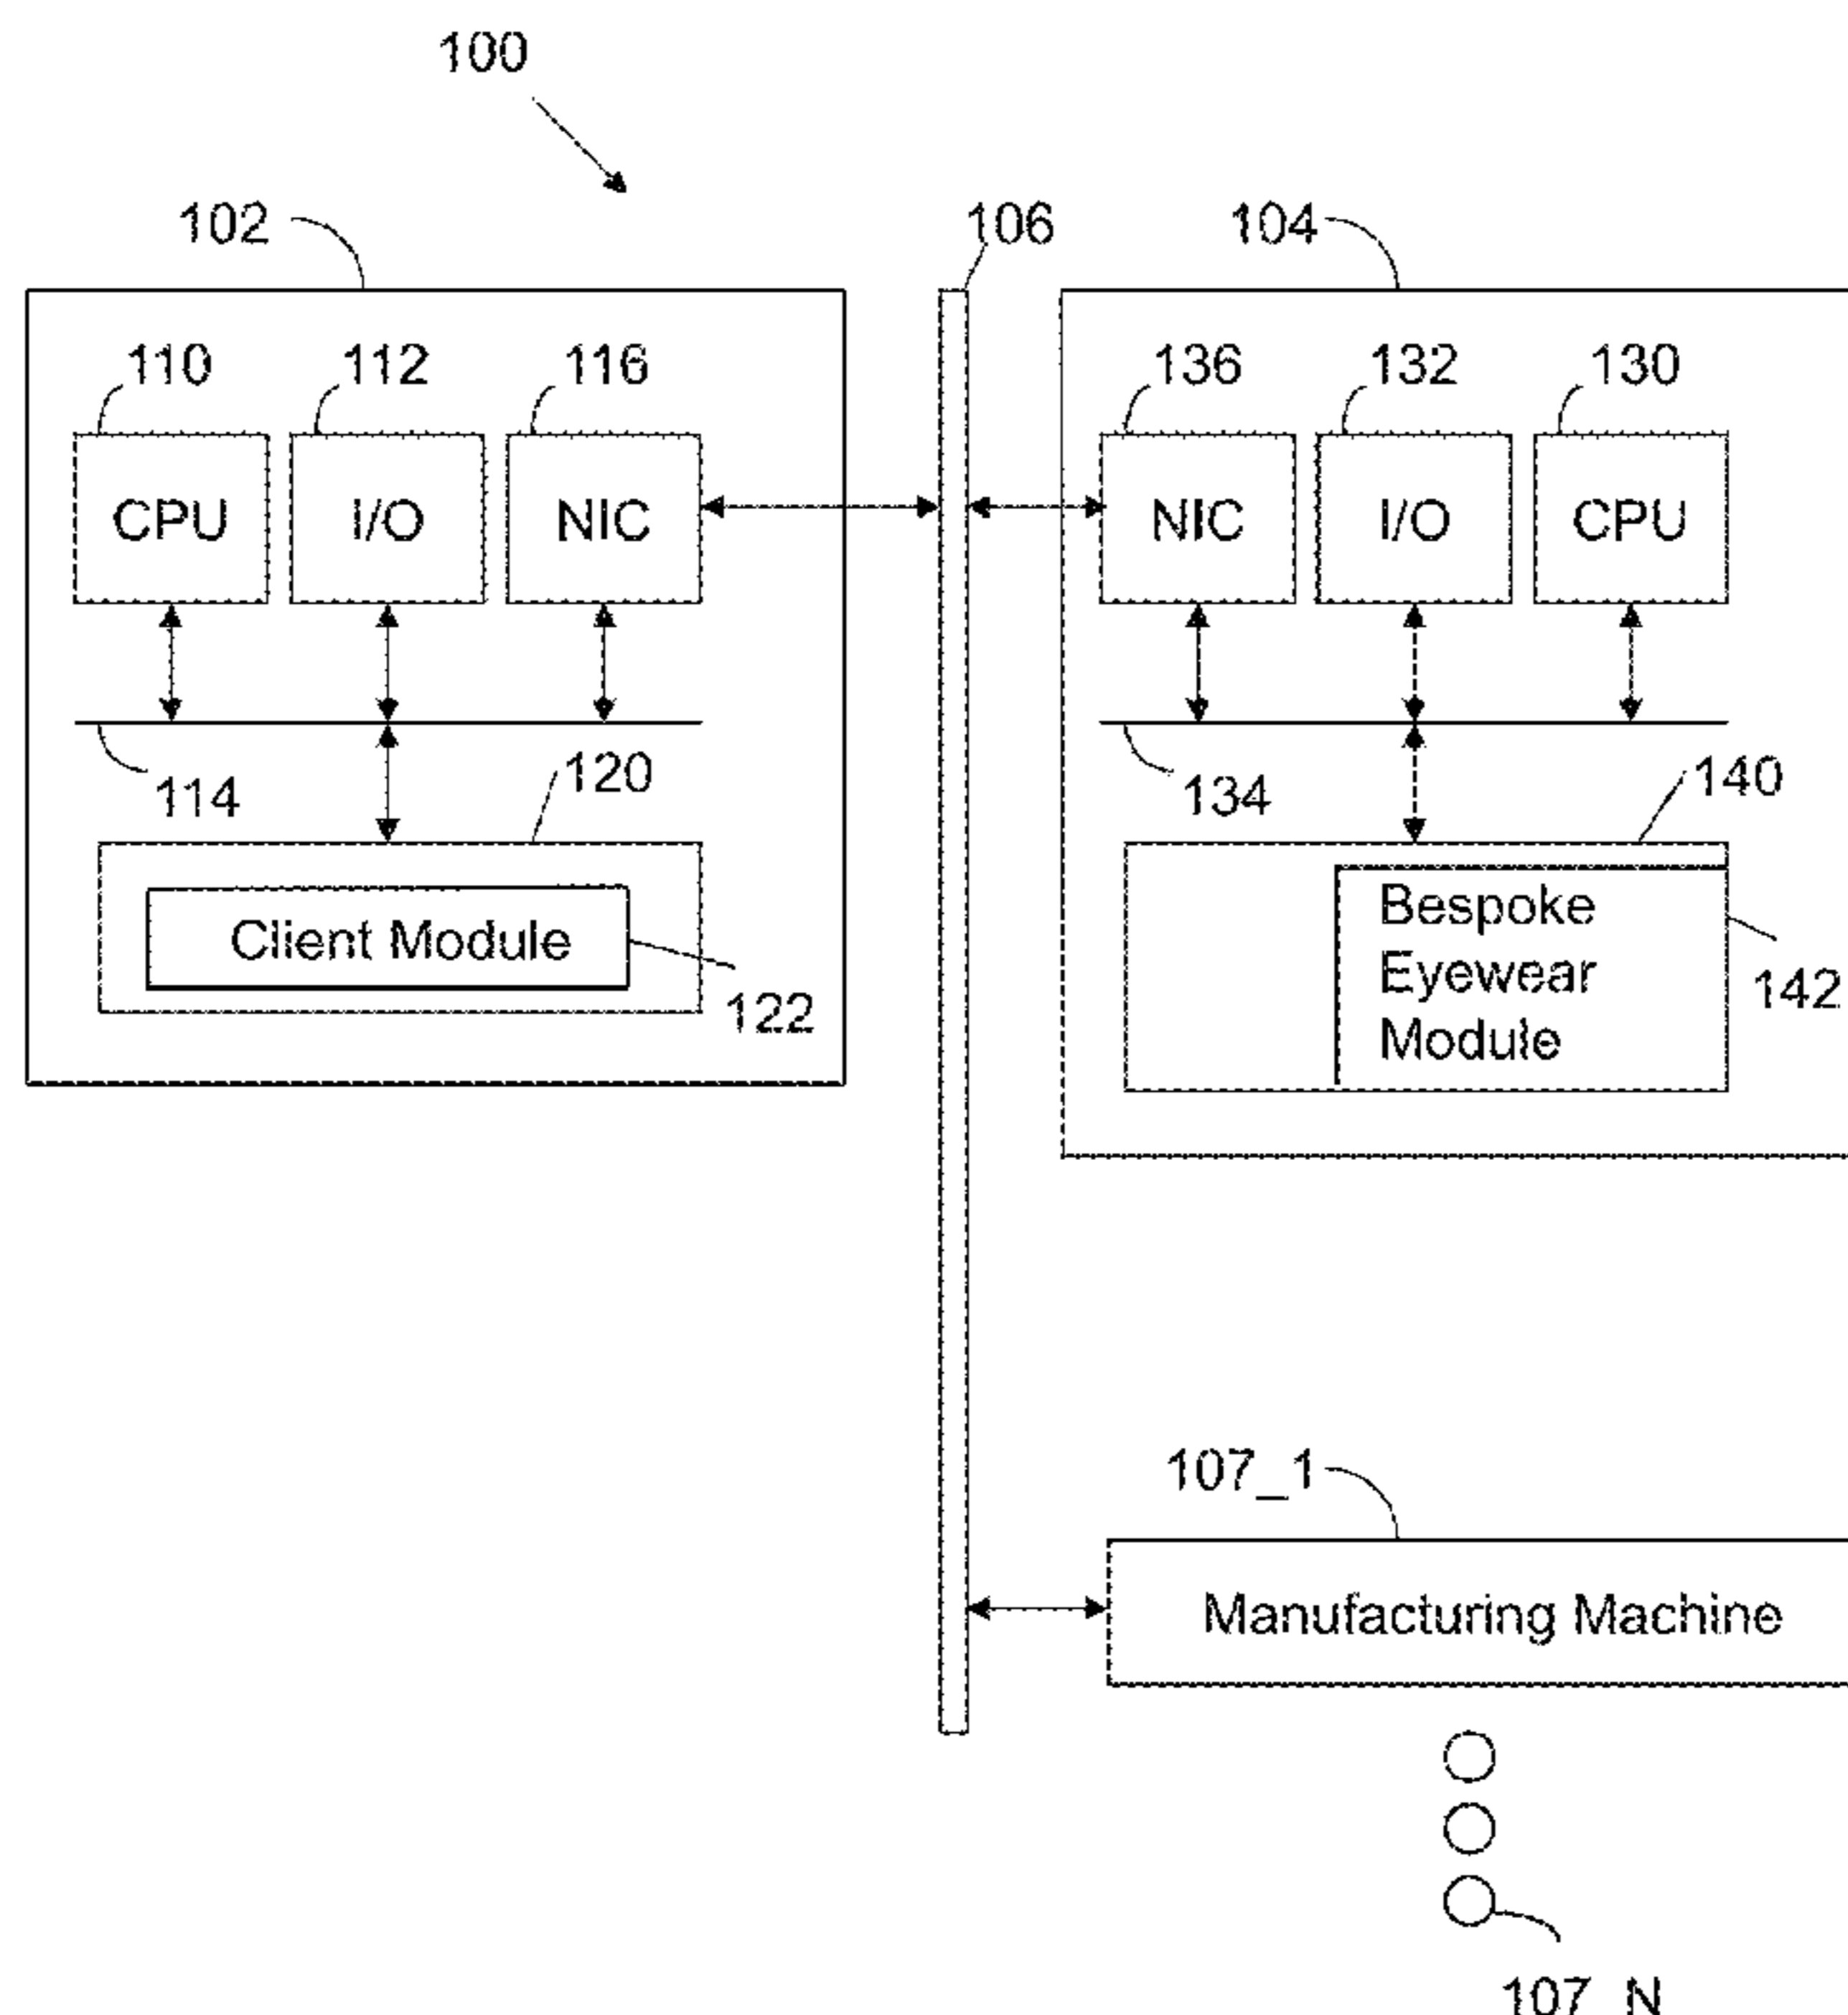 100
102
106
104
110
112
116
136
132
130
CPU
I/O
NIC
NIC
I/O
CPU
114
120
134
140
Client Module
122
Bespoke
Eyewear
Module
142
107_1
Manufacturing Machine
107_N